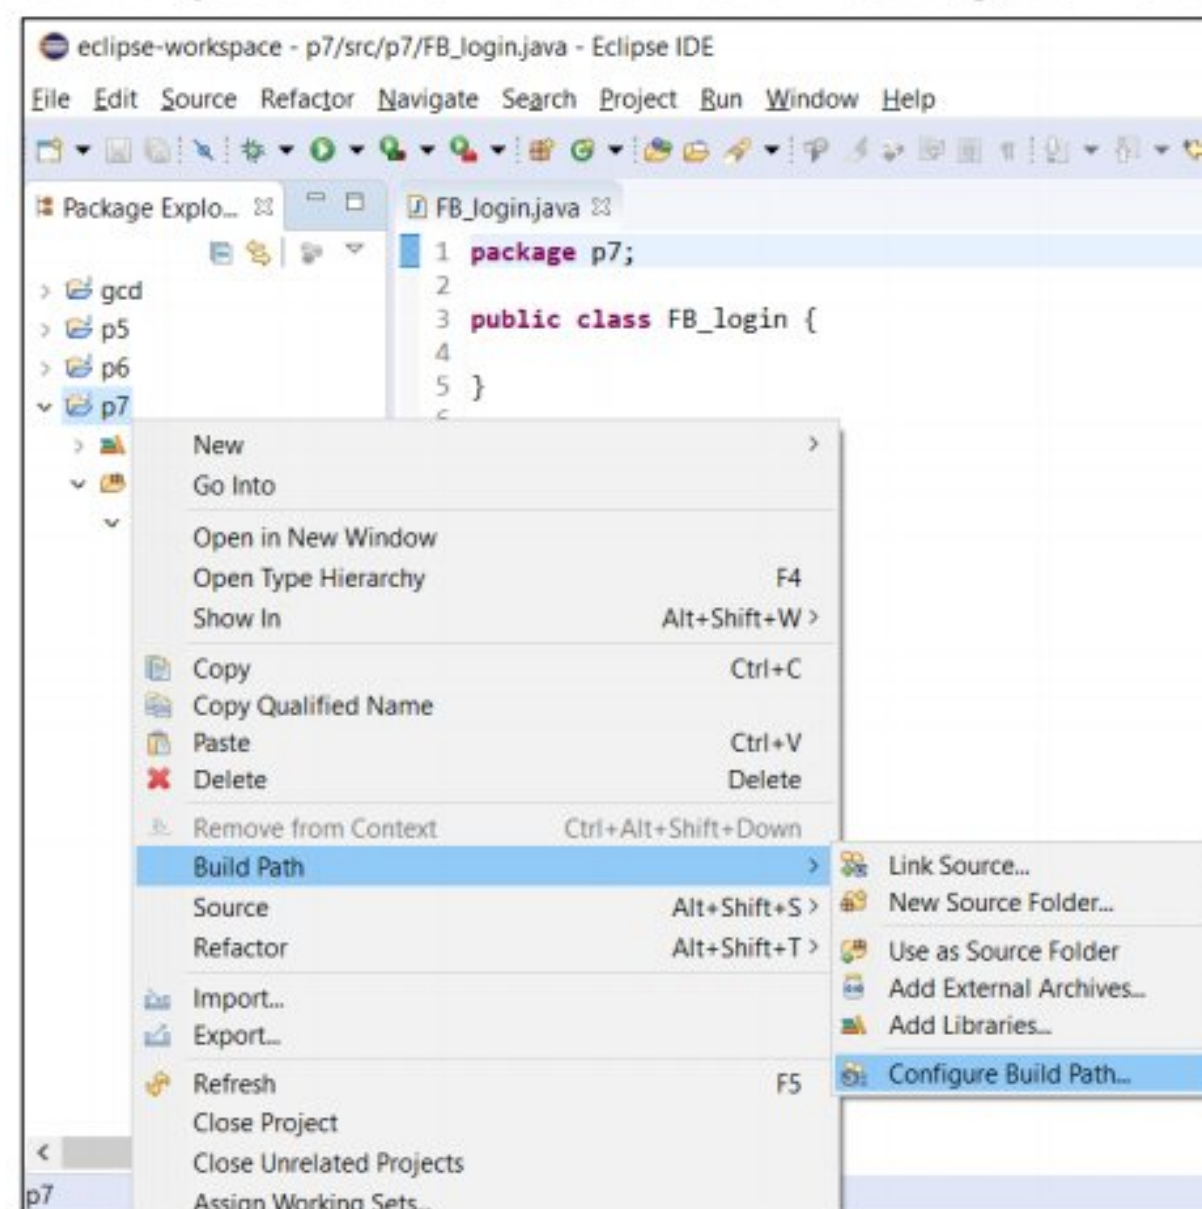 eclipse-workspace - p7/src/p7/FB_login.java - Eclipse IDE
File Edit Source Refactor Navigate Search Project Run Window Help
Package Explo... FB_login.java
1 package p7;
2
3 public class FB_login {
4
5 }
gcd
p5
p6
p7
New
Go Into
Open in New Window
Open Type Hierarchy F4
Show In Alt+Shift+W >
Copy Ctrl+C
Copy Qualified Name
Paste Ctrl+V
Delete Delete
Remove from Context Ctrl+Alt+Shift+Down
Build Path >
Source Alt+Shift+S >
Refactor Alt+Shift+T >
Import...
Export...
Refresh F5
Close Project
Close Unrelated Projects
Assign Working Sets...
Link Source...
New Source Folder...
Use as Source Folder
Add External Archives...
Add Libraries...
Configure Build Path...
p7